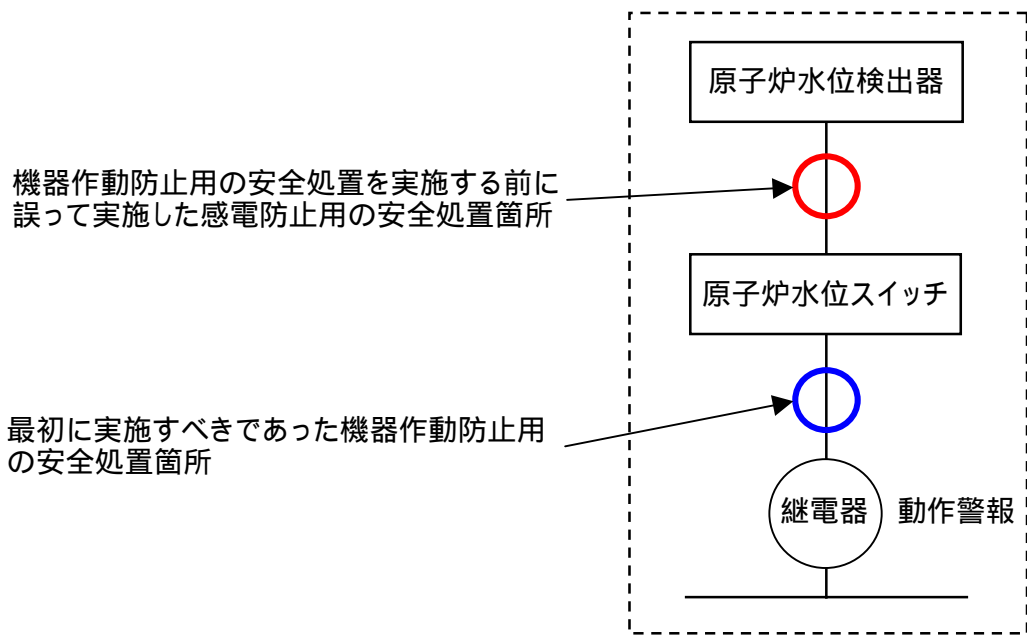 原子炉水位検出器
機器作動防止用の安全処置を実施する前に
誤って実施した感電防止用の安全処置箇所
原子炉水位スイッチ
最初に実施すべきであった機器作動防止用
の安全処置箇所
継電器 動作警報